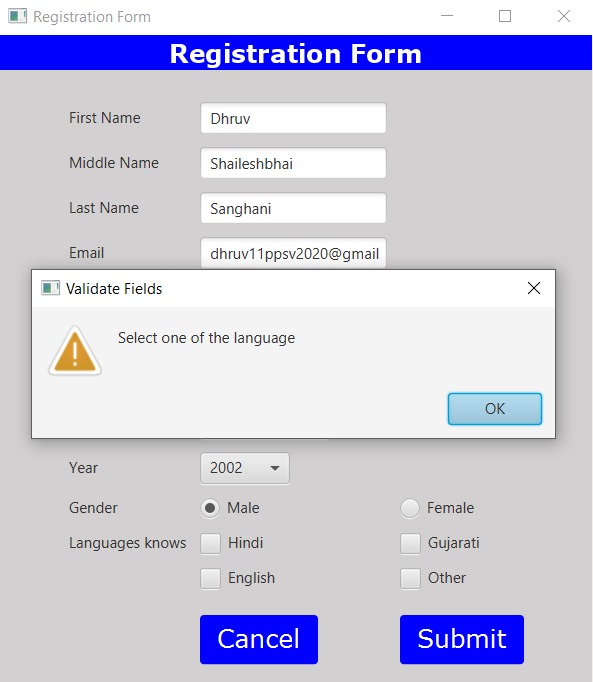 Registration Form
Registration Form
First Name Dhruv
Middle Name Shaileshbhai
Last Name Sanghani
Email dhruv11ppsv2020@gmail
Validate Fields
Select one of the language
OK
Year 2002
Gender Male Female
Languages knows Hindi Gujarati
English Other
Cancel Submit